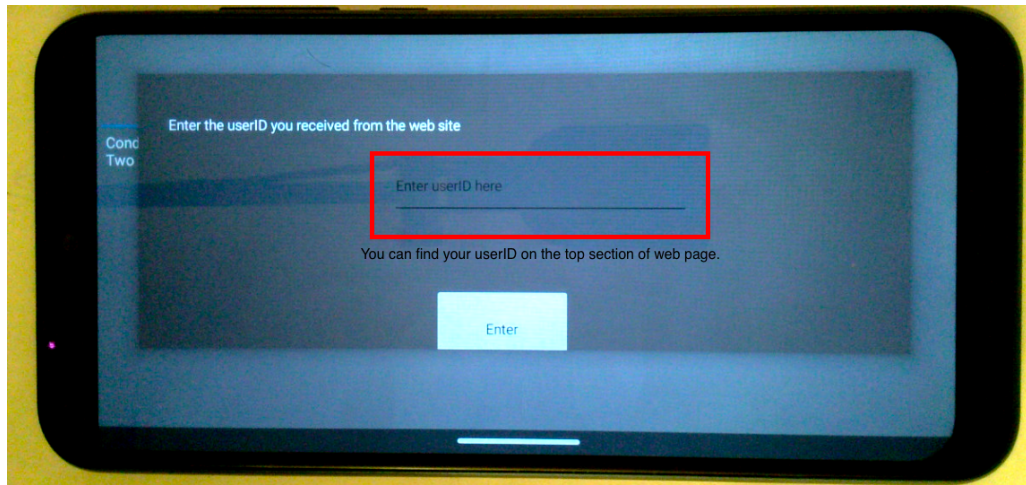 Enter the userID you received from the web site
Cond
Two
Enter userID here
You can find your userID on the top section of web page.
Enter